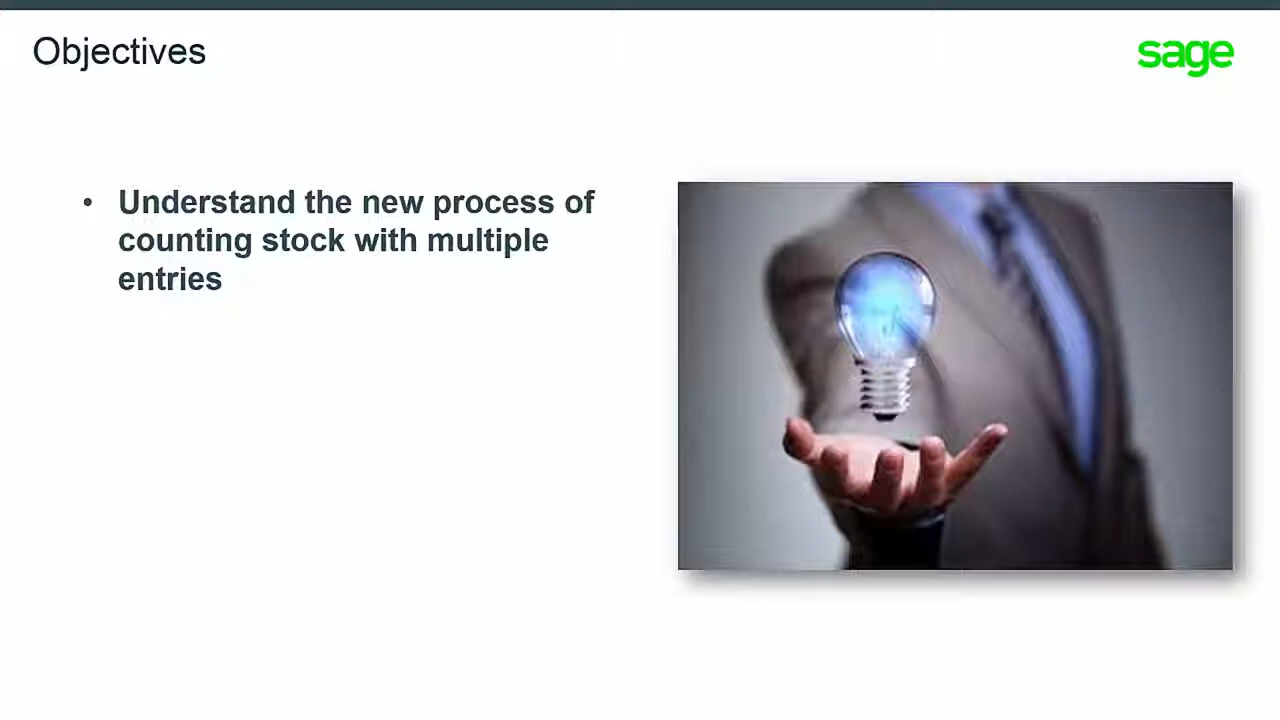 Objectives
sage
• Understand the new process of
counting stock with multiple
entries